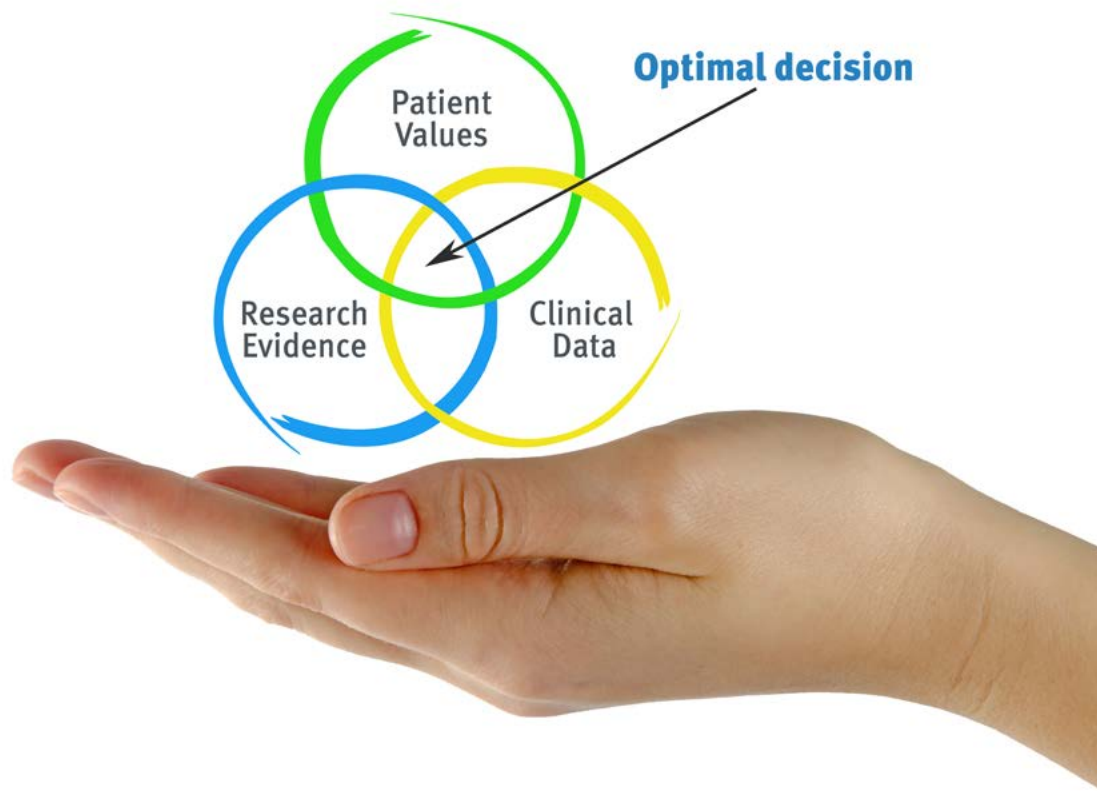 Optimal decision
Patient
Values
Research
Evidence
Clinical
Data